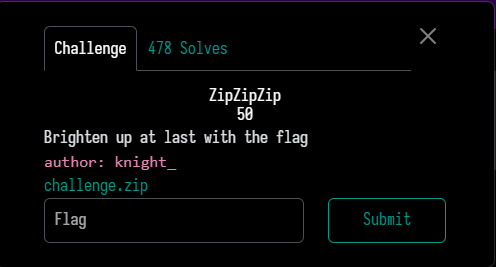 Challenge 478 Solves
ZipZipZip
50
Brighten up at last with the flag
author: knight_
challenge.zip
Flag Submit